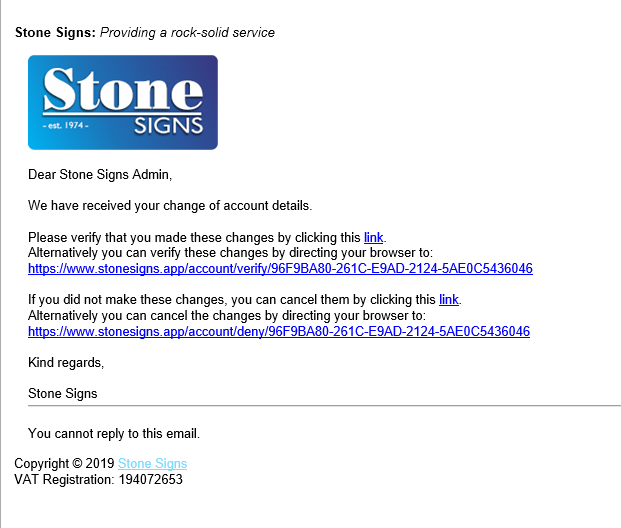 Stone Signs: Providing a rock-solid service
Stone
- est. 1974 -
SIGNS
Dear Stone Signs Admin,
We have received your change of account details.
Please verify that you made these changes by clicking this link.
Alternatively you can verify these changes by directing your browser to:
https://www.stonesigns.app/account/verify/96F9BA80-261C-E9AD-2124-5AE0C5436046
If you did not make these changes, you can cancel them by clicking this link.
Alternatively you can cancel the changes by directing your browser to:
https://www.stonesigns.app/account/deny/96F9BA80-261C-E9AD-2124-5AE0C5436046
Kind regards,
Stone Signs
You cannot reply to this email.
Copyright © 2019 Stone Signs
VAT Registration: 194072653